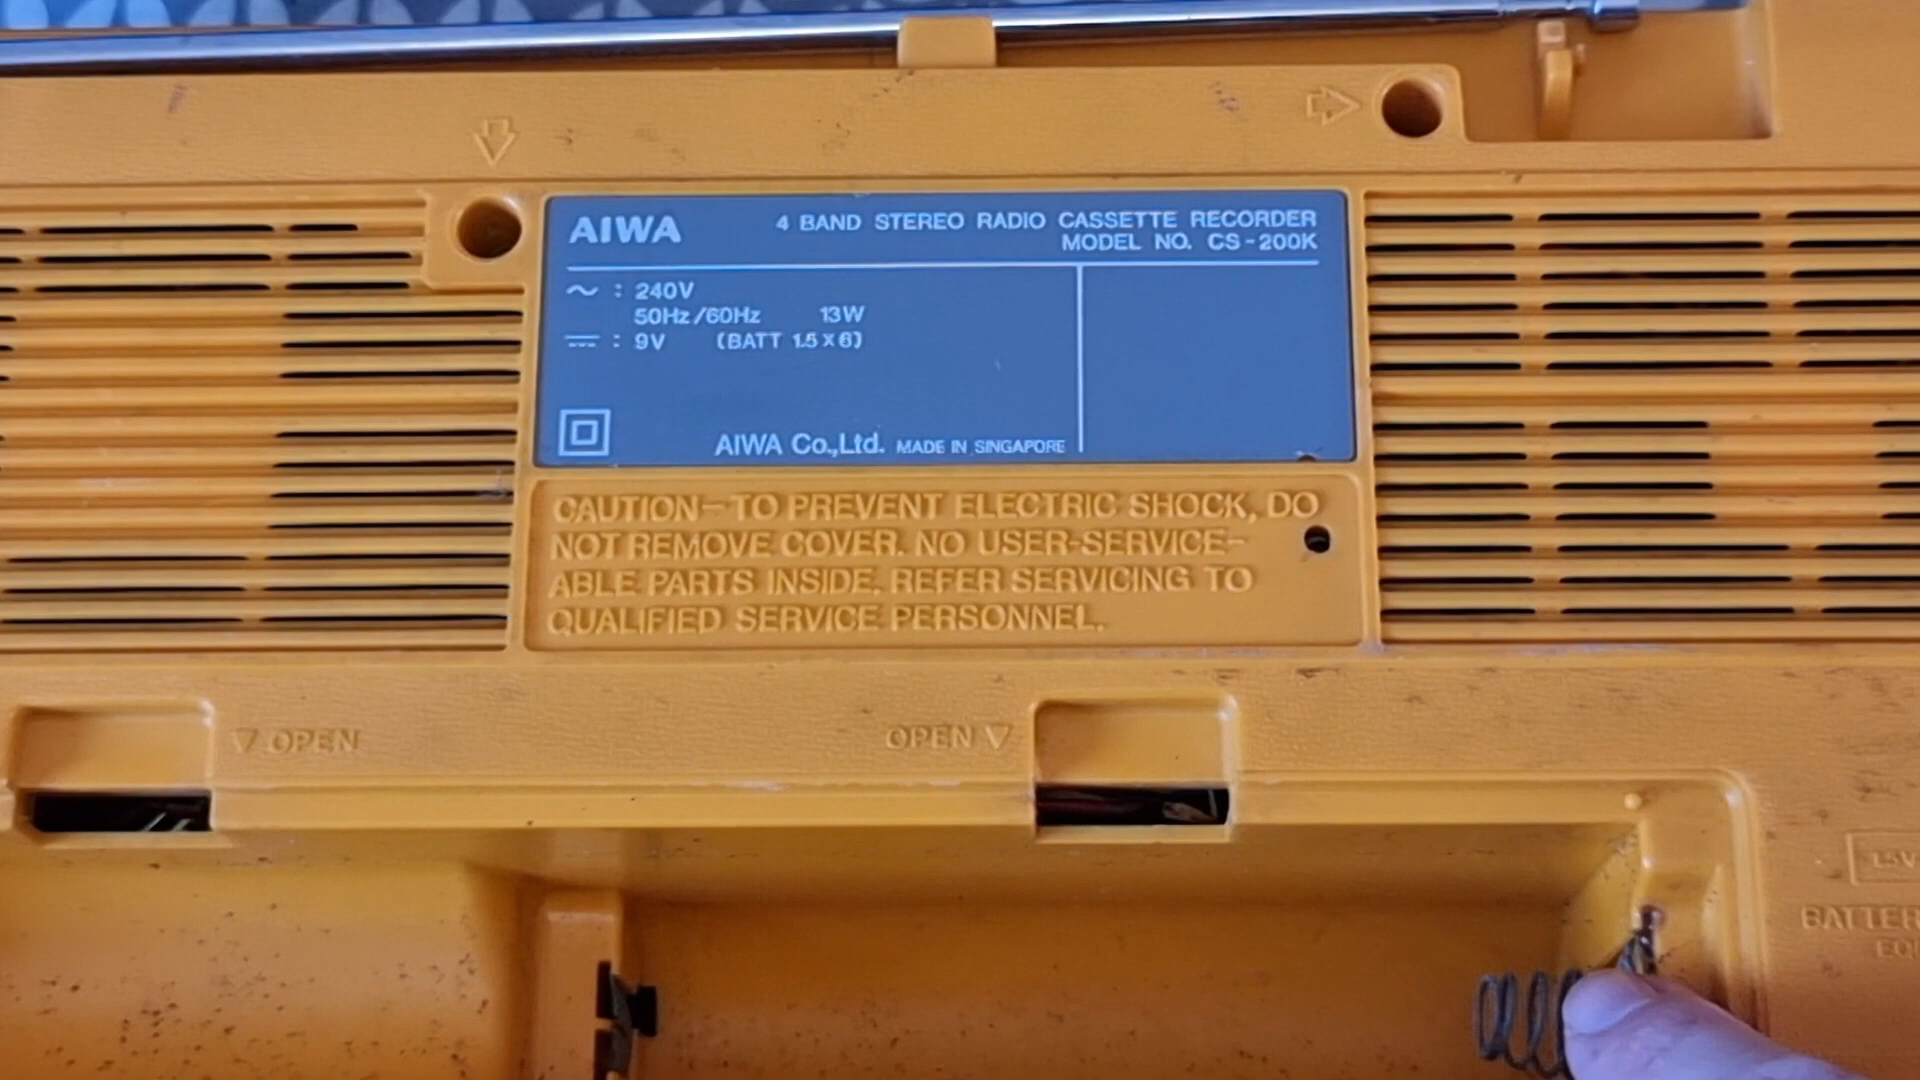 AIWA 4 BAND STEREO RADIO CASSETTE RECORDER
MODEL NO. CS-200K
~ : 240V
50Hz/60Hz 13W
⎓ : 9V (BATT 1.5×6)
AIWA Co.,Ltd. MADE IN SINGAPORE
CAUTION—TO PREVENT ELECTRIC SHOCK, DO
NOT REMOVE COVER. NO USER-SERVICE-
ABLE PARTS INSIDE. REFER SERVICING TO
QUALIFIED SERVICE PERSONNEL.
▽ OPEN
OPEN ▽